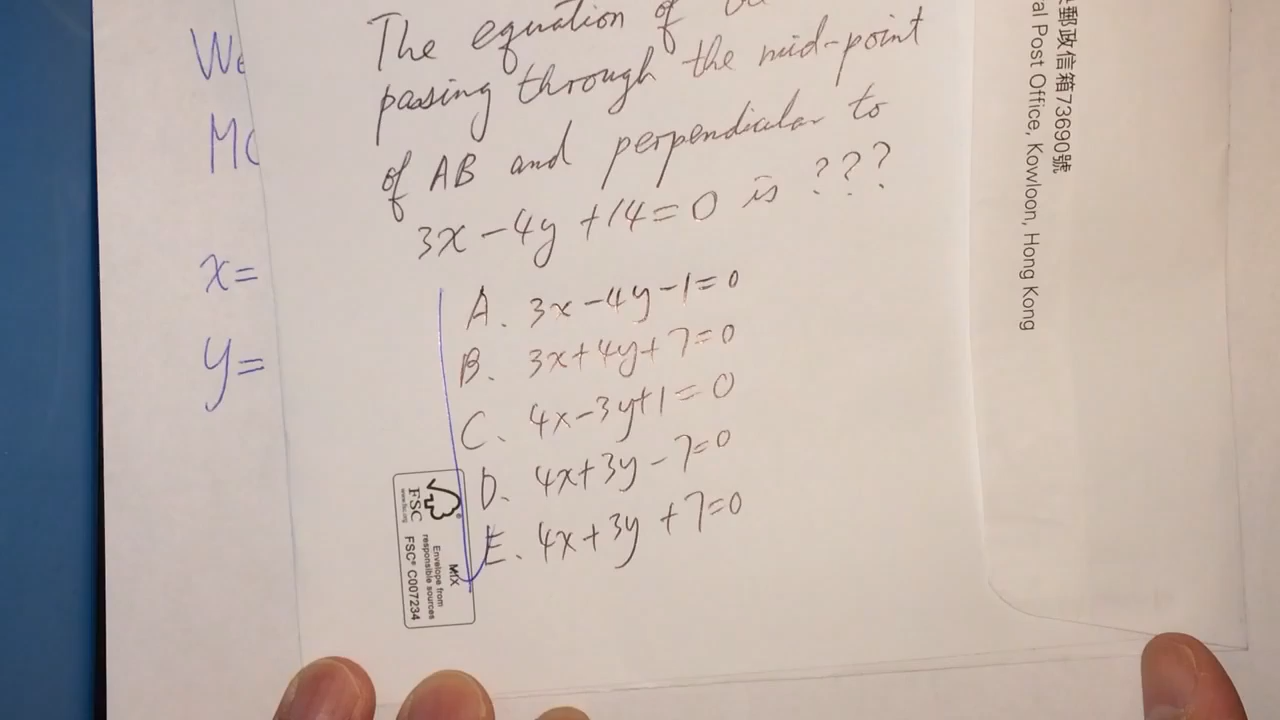 The equation of
passing through the mid-point
of AB and perpendicular to
3x - 4y + 14 = 0 is ???
A. 3x - 4y - 1 = 0
B. 3x + 4y + 7 = 0
C. 4x - 3y + 1 = 0
D. 4x + 3y - 7 = 0
E. 4x + 3y + 7 = 0
We
x =
y =
郵政信箱73690號
Post Office, Kowloon, Hong Kong
FSC
www.fsc.org
MIX
Envelope from
responsible sources
FSC® C007234